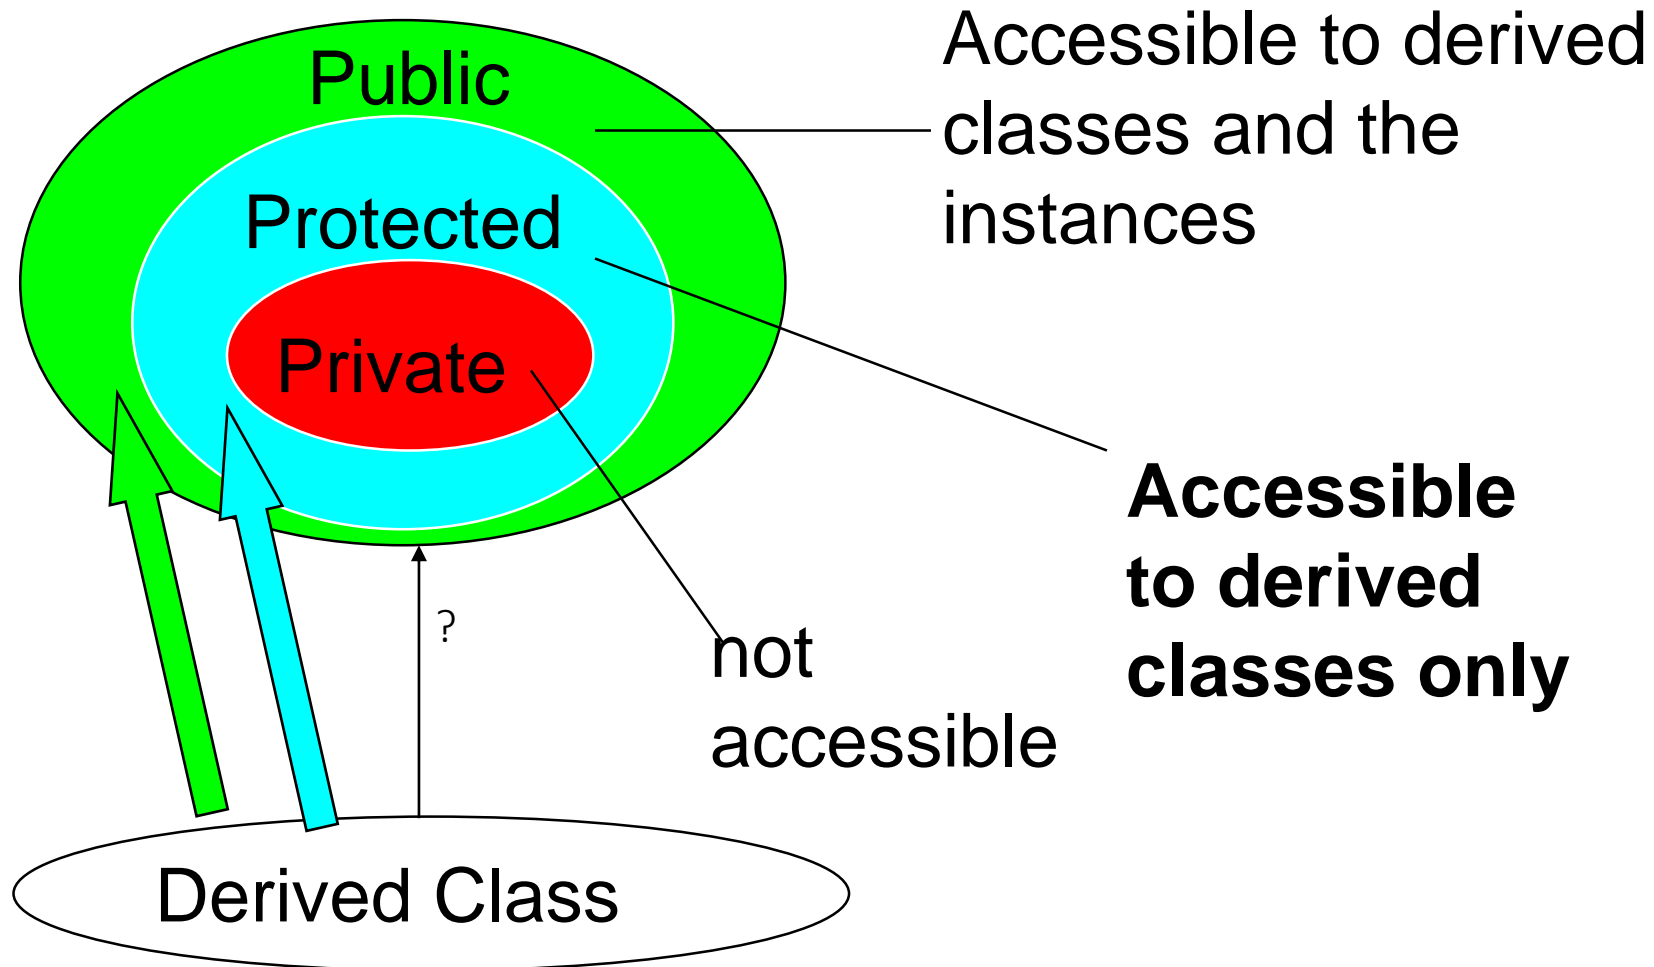 Public
Protected
Private
Accessible to derived
classes and the
instances
Accessible
to derived
classes only
?
not
accessible
Derived Class